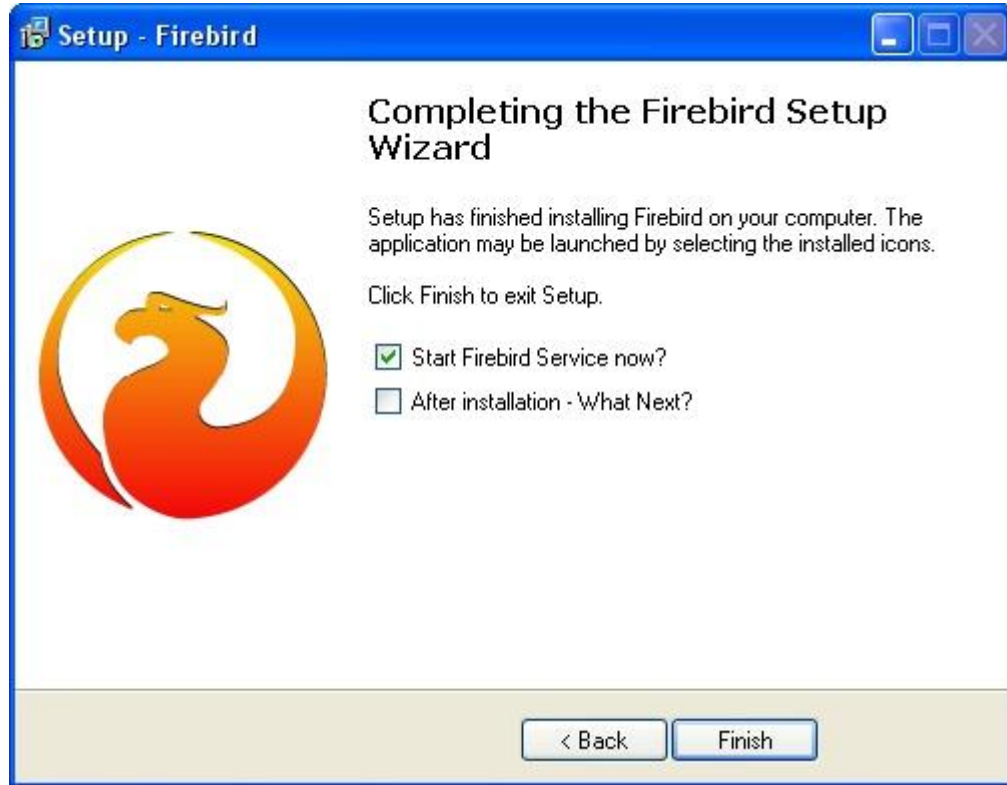 Setup - Firebird
Completing the Firebird Setup
Wizard
Setup has finished installing Firebird on your computer. The
application may be launched by selecting the installed icons.
Click Finish to exit Setup.
Start Firebird Service now?
After installation - What Next?
< Back
Finish